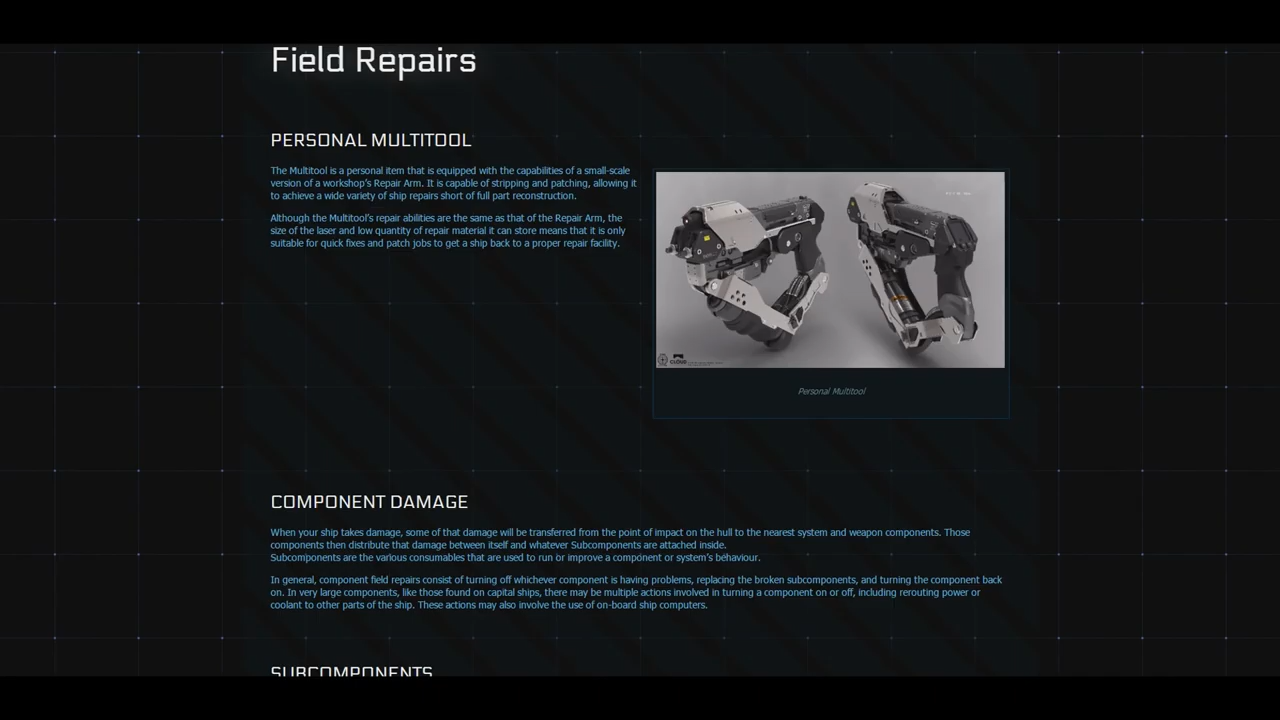 Field Repairs
PERSONAL MULTITOOL
The Multitool is a personal item that is equipped with the capabilities of a small-scale
version of a workshop's Repair Arm. It is capable of stripping and patching, allowing it
to achieve a wide variety of ship repairs short of full part reconstruction.
Although the Multitool's repair abilities are the same as that of the Repair Arm, the
size of the laser and low quantity of repair material it can store means that it is only
suitable for quick fixes and patch jobs to get a ship back to a proper repair facility.
CLOUD
Personal Multitool
COMPONENT DAMAGE
When your ship takes damage, some of that damage will be transferred from the point of impact on the hull to the nearest system and weapon components. Those
components then distribute that damage between itself and whatever Subcomponents are attached inside.
Subcomponents are the various consumables that are used to run or improve a component or system's behaviour.
In general, component field repairs consist of turning off whichever component is having problems, replacing the broken subcomponents, and turning the component back
on. In very large components, like those found on capital ships, there may be multiple actions involved in turning a component on or off, including rerouting power or
coolant to other parts of the ship. These actions may also involve the use of on-board ship computers.
SUBCOMPONENTS